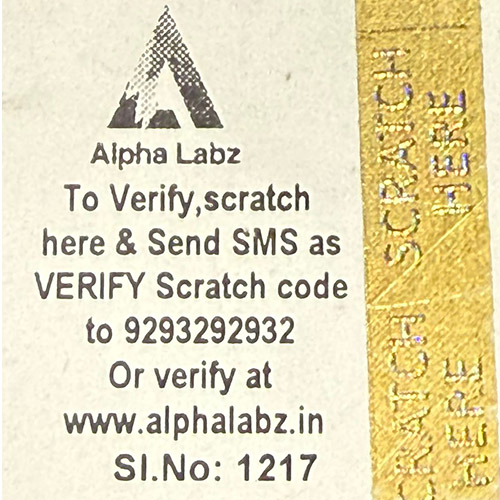 Alpha Labz
To Verify,scratch
here & Send SMS as
VERIFY Scratch code
to 9293292932
Or verify at
www.alphalabz.in
SI.No: 1217
SCRATCH
HERE
SCRATCH
HERE